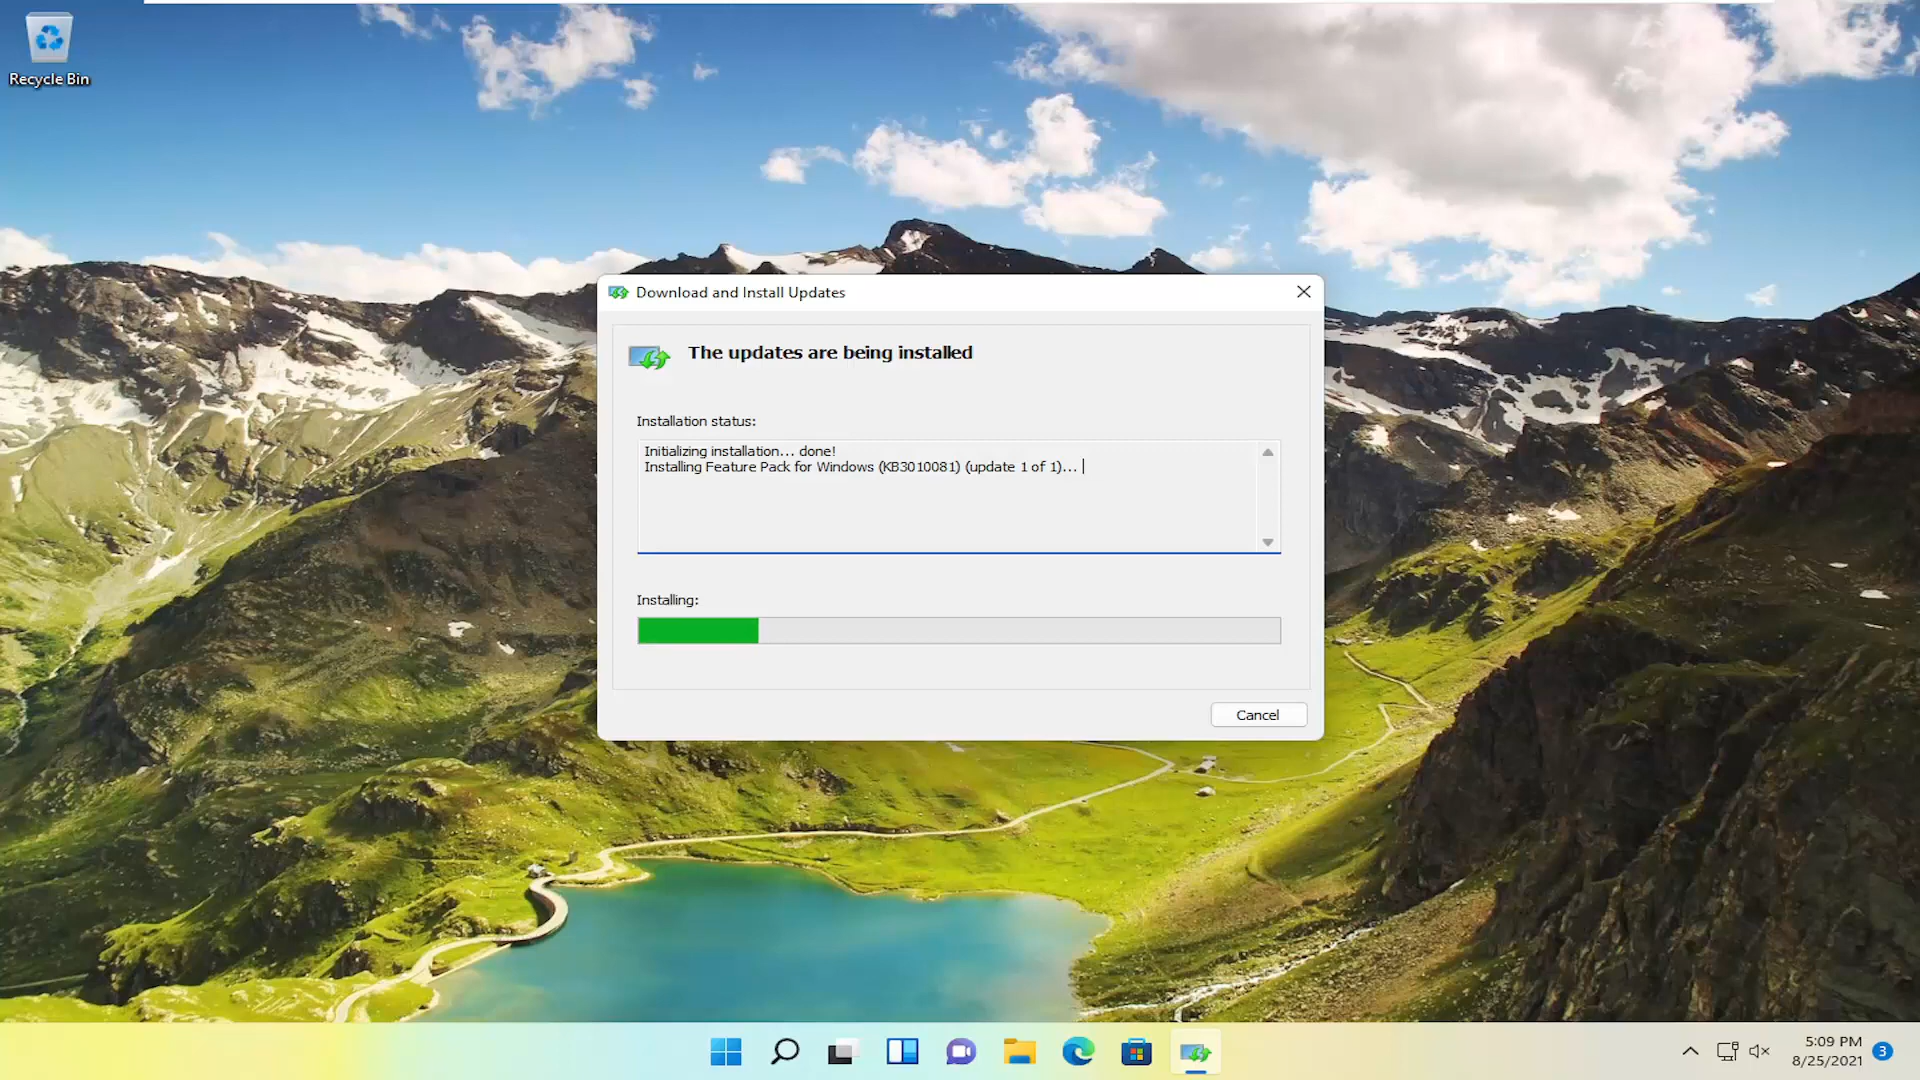 Recycle Bin
Download and Install Updates
The updates are being installed
Installation status:
Initializing installation... done!
Installing Feature Pack for Windows (KB3010081) (update 1 of 1)...
Installing:
Cancel
5:09 PM
8/25/2021
3